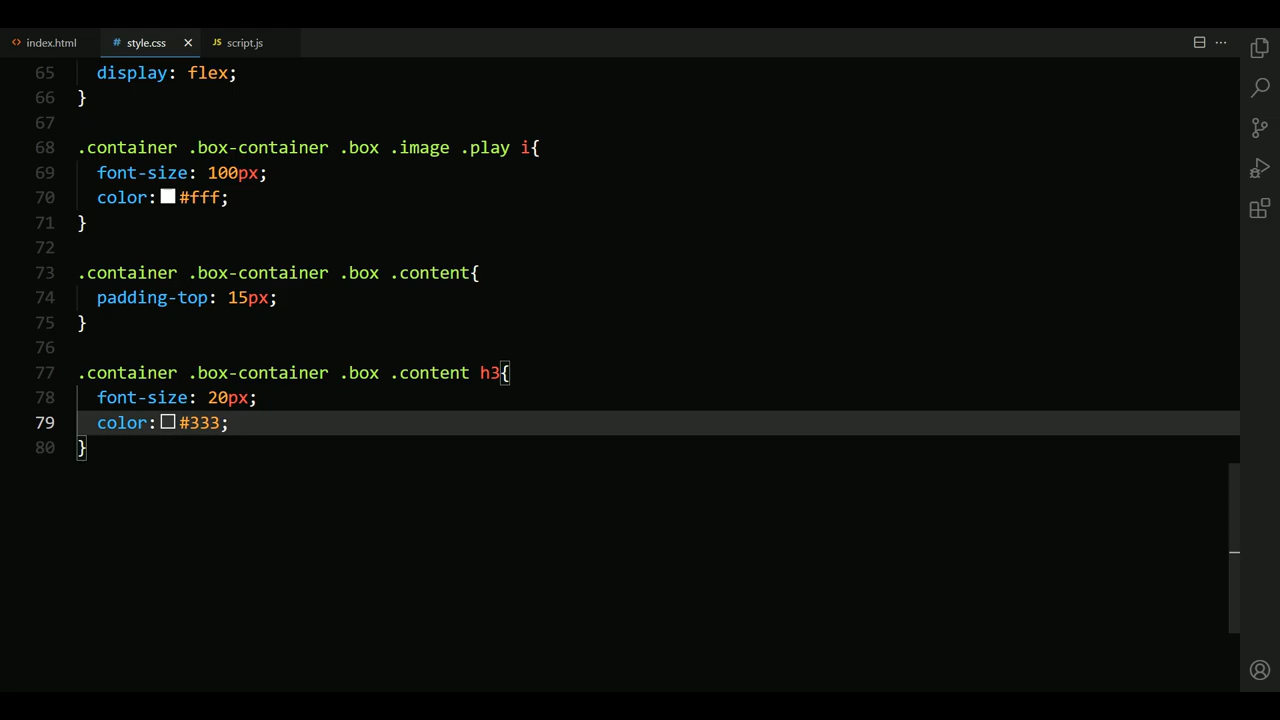 index.html
# style.css
JS script.js
65 display: flex;
66 }
67
68 .container .box-container .box .image .play i{
69 font-size: 100px;
70 color: #fff;
71 }
72
73 .container .box-container .box .content{
74 padding-top: 15px;
75 }
76
77 .container .box-container .box .content h3{
78 font-size: 20px;
79 color: #333;
80 }